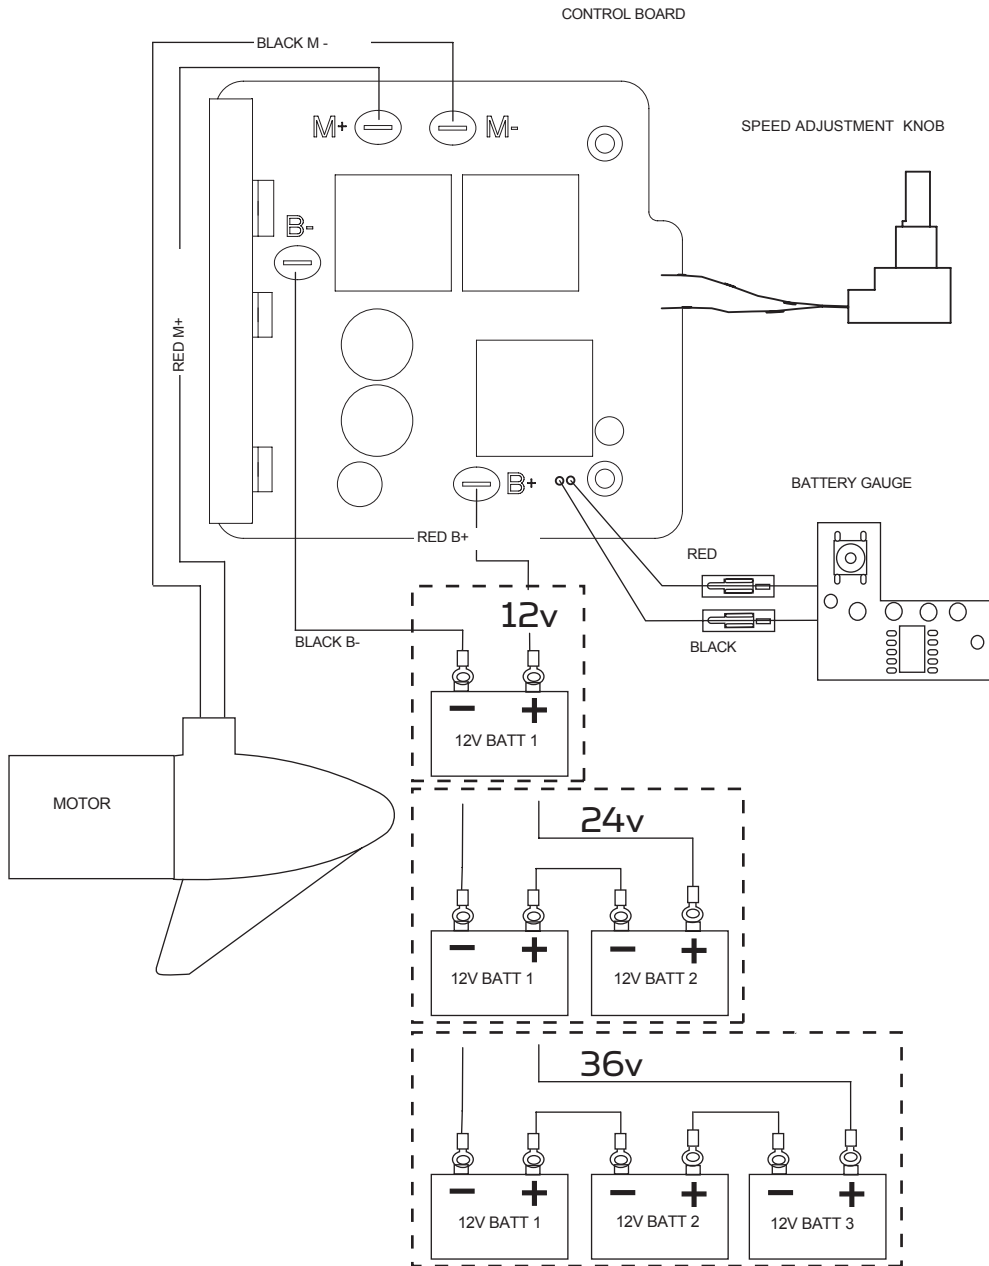 CONTROL BOARD
BLACK M -
M+
M-
SPEED ADJUSTMENT KNOB
B-
RED M+
B+
BATTERY GAUGE
RED B+
RED
12v
BLACK B-
BLACK
− +
12V BATT 1
MOTOR
24v
− +
− +
12V BATT 1
12V BATT 2
36v
− +
− +
− +
12V BATT 1
12V BATT 2
12V BATT 3